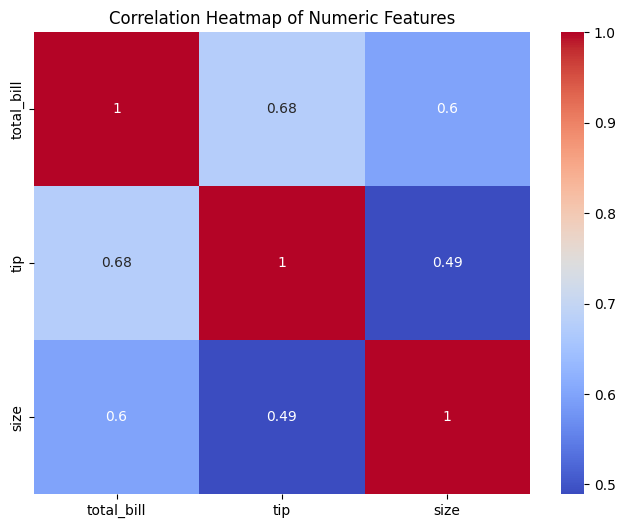 Correlation Heatmap of Numeric Features
total_bill
1
0.68
0.6
tip
0.68
1
0.49
size
0.6
0.49
1
total_bill
tip
size
1.0
0.9
0.8
0.7
0.6
0.5